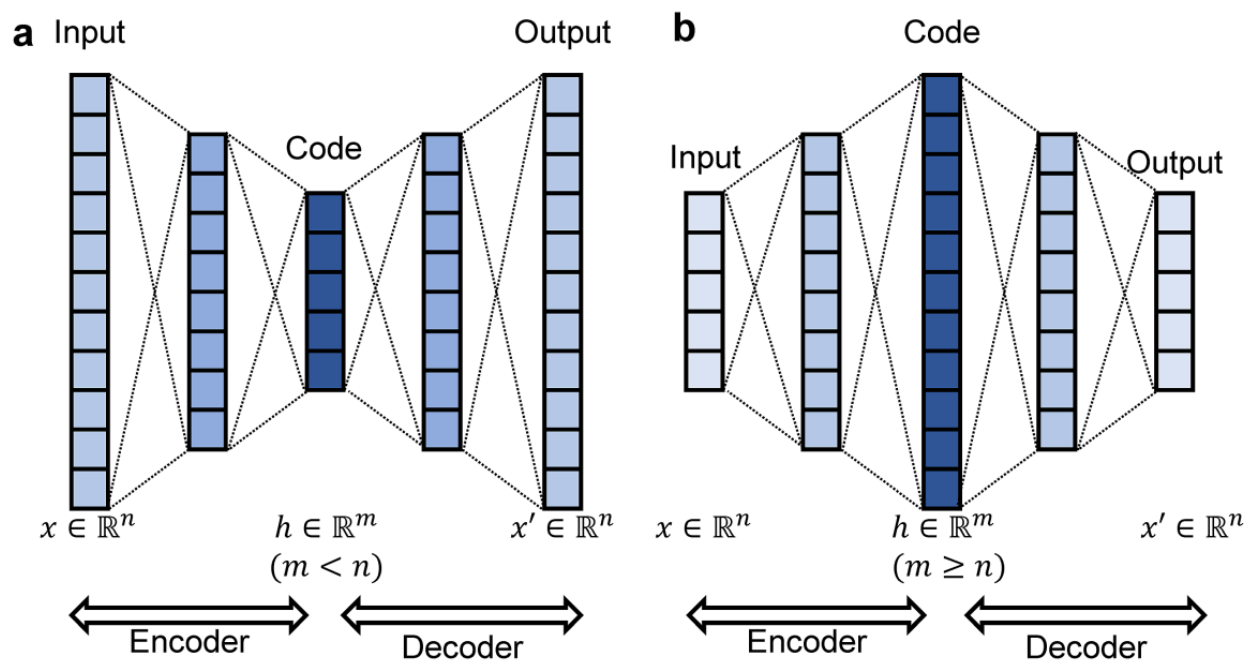 a
Input
Output
Code
x ∈ ℝⁿ
h ∈ ℝᵐ
(m < n)
x′ ∈ ℝⁿ
Encoder
Decoder
b
Code
Input
Output
x ∈ ℝⁿ
h ∈ ℝᵐ
(m ≥ n)
x′ ∈ ℝⁿ
Encoder
Decoder